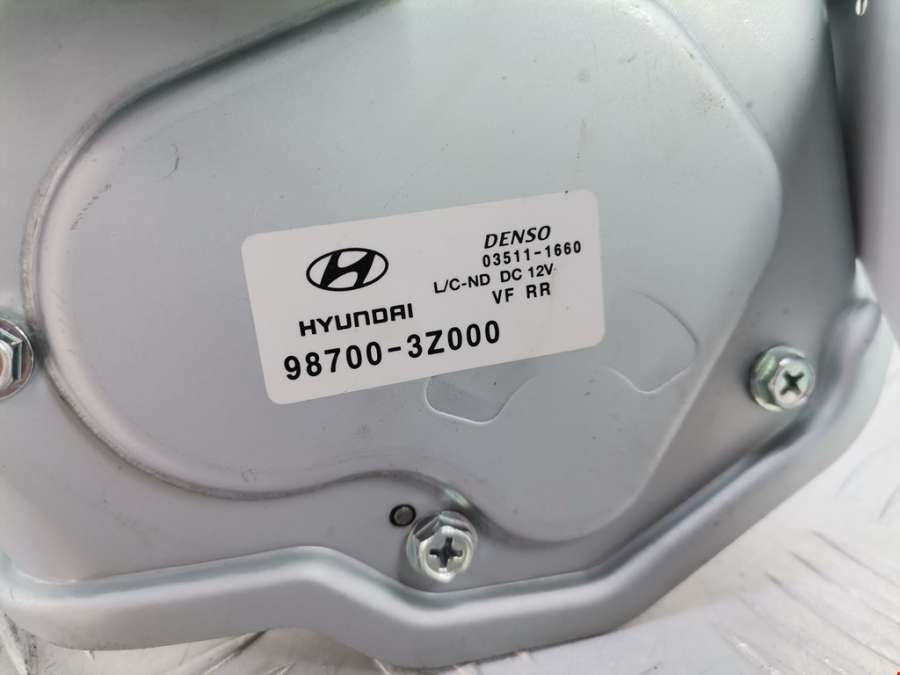 DENSO
03511-1660
L/C-ND DC 12V
VF RR
HYUNDAI
98700-3Z000